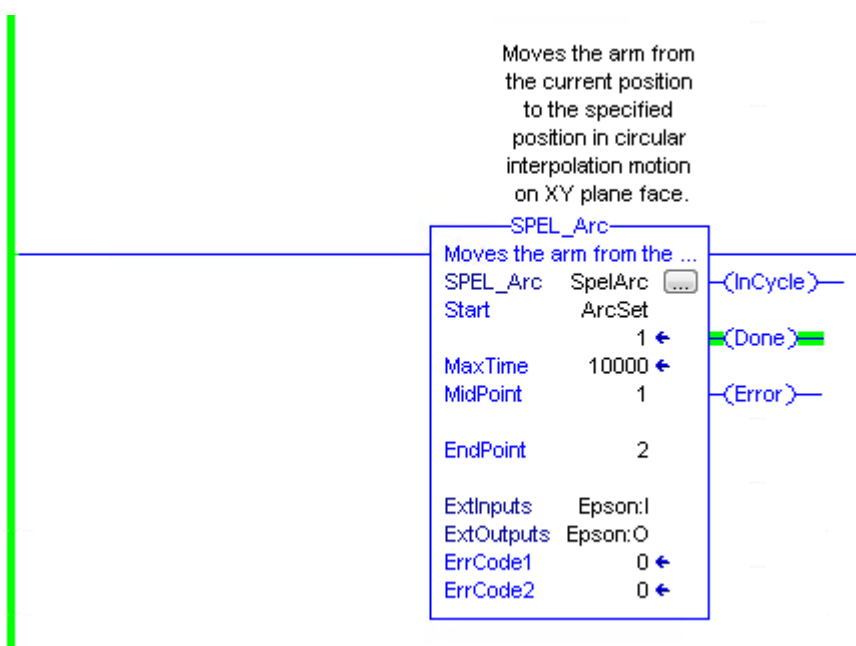 Moves the arm from
the current position
to the specified
position in circular
interpolation motion
on XY plane face.
SPEL_Arc
Moves the arm from the ...
SPEL_Arc SpelArc ... (InCycle)
Start ArcSet
1 (Done)
MaxTime 10000
MidPoint 1 (Error)
EndPoint 2
ExtInputs Epson:I
ExtOutputs Epson:O
ErrCode1 0
ErrCode2 0